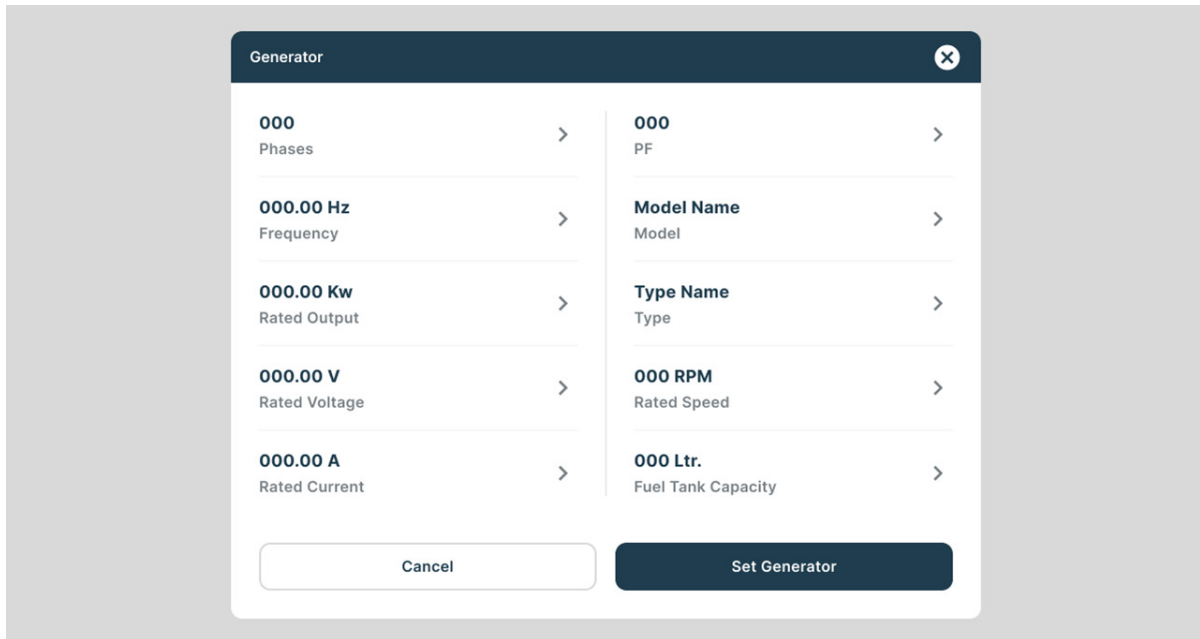 Generator
000
Phases
000.00 Hz
Frequency
000.00 Kw
Rated Output
000.00 V
Rated Voltage
000.00 A
Rated Current
000
PF
Model Name
Model
Type Name
Type
000 RPM
Rated Speed
000 Ltr.
Fuel Tank Capacity
Cancel
Set Generator